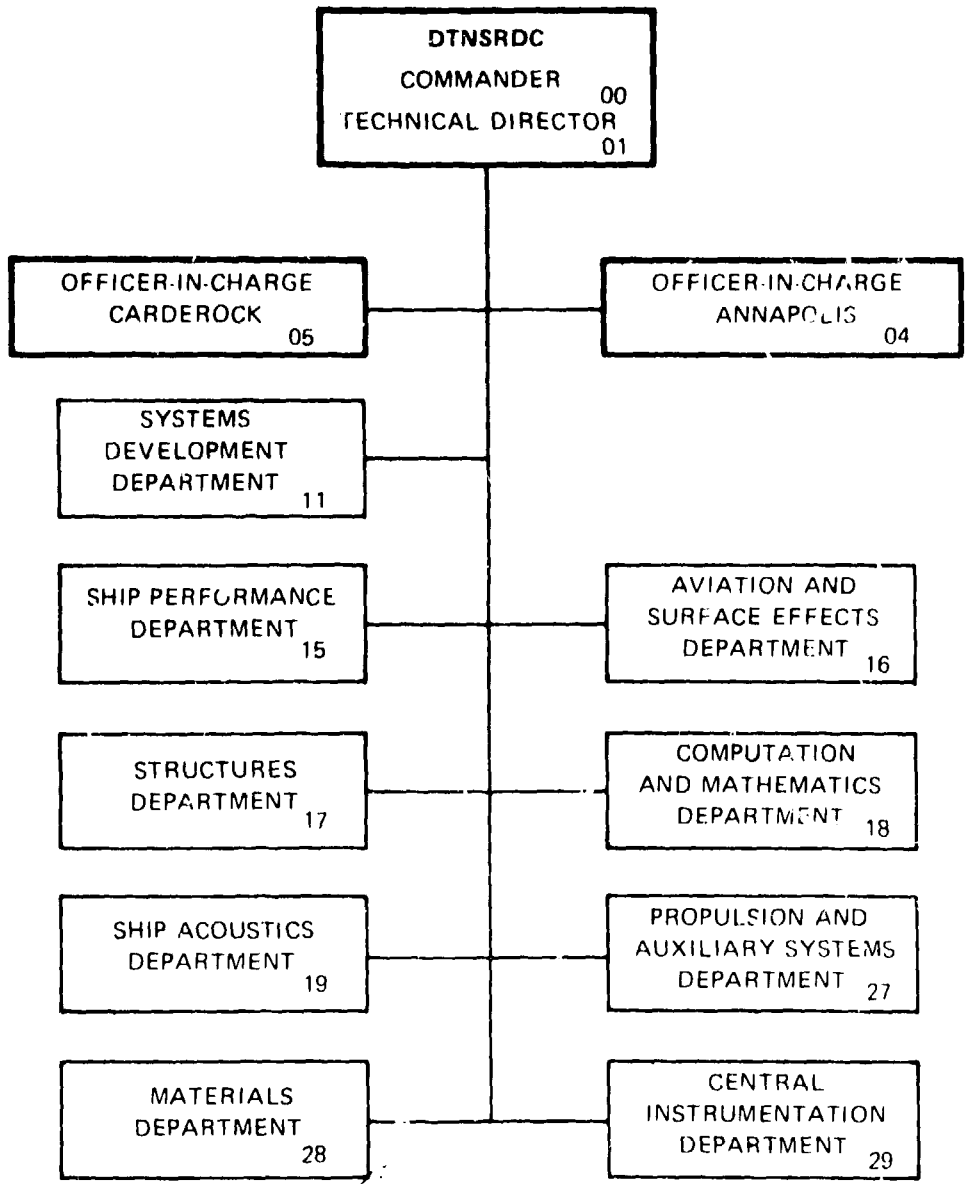 DTNSRDC
COMMANDER
00
TECHNICAL DIRECTOR
01
OFFICER-IN-CHARGE
CARDEROCK
05
OFFICER-IN-CHARGE
ANNAPOLIS
04
SYSTEMS
DEVELOPMENT
DEPARTMENT
11
SHIP PERFORMANCE
DEPARTMENT
15
AVIATION AND
SURFACE EFFECTS
DEPARTMENT
16
STRUCTURES
DEPARTMENT
17
COMPUTATION
AND MATHEMATICS
DEPARTMENT
18
SHIP ACOUSTICS
DEPARTMENT
19
PROPULSION AND
AUXILIARY SYSTEMS
DEPARTMENT
27
MATERIALS
DEPARTMENT
28
CENTRAL
INSTRUMENTATION
DEPARTMENT
29